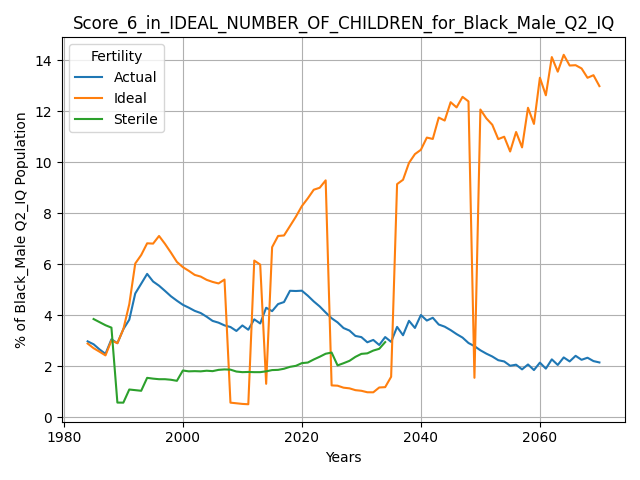 Score_6_in_IDEAL_NUMBER_OF_CHILDREN_for_Black_Male_Q2_IQ
Fertility
Actual
Ideal
Sterile
% of Black_Male Q2_IQ Population
14
12
10
8
6
4
2
0
1980
2000
2020
2040
2060
Years